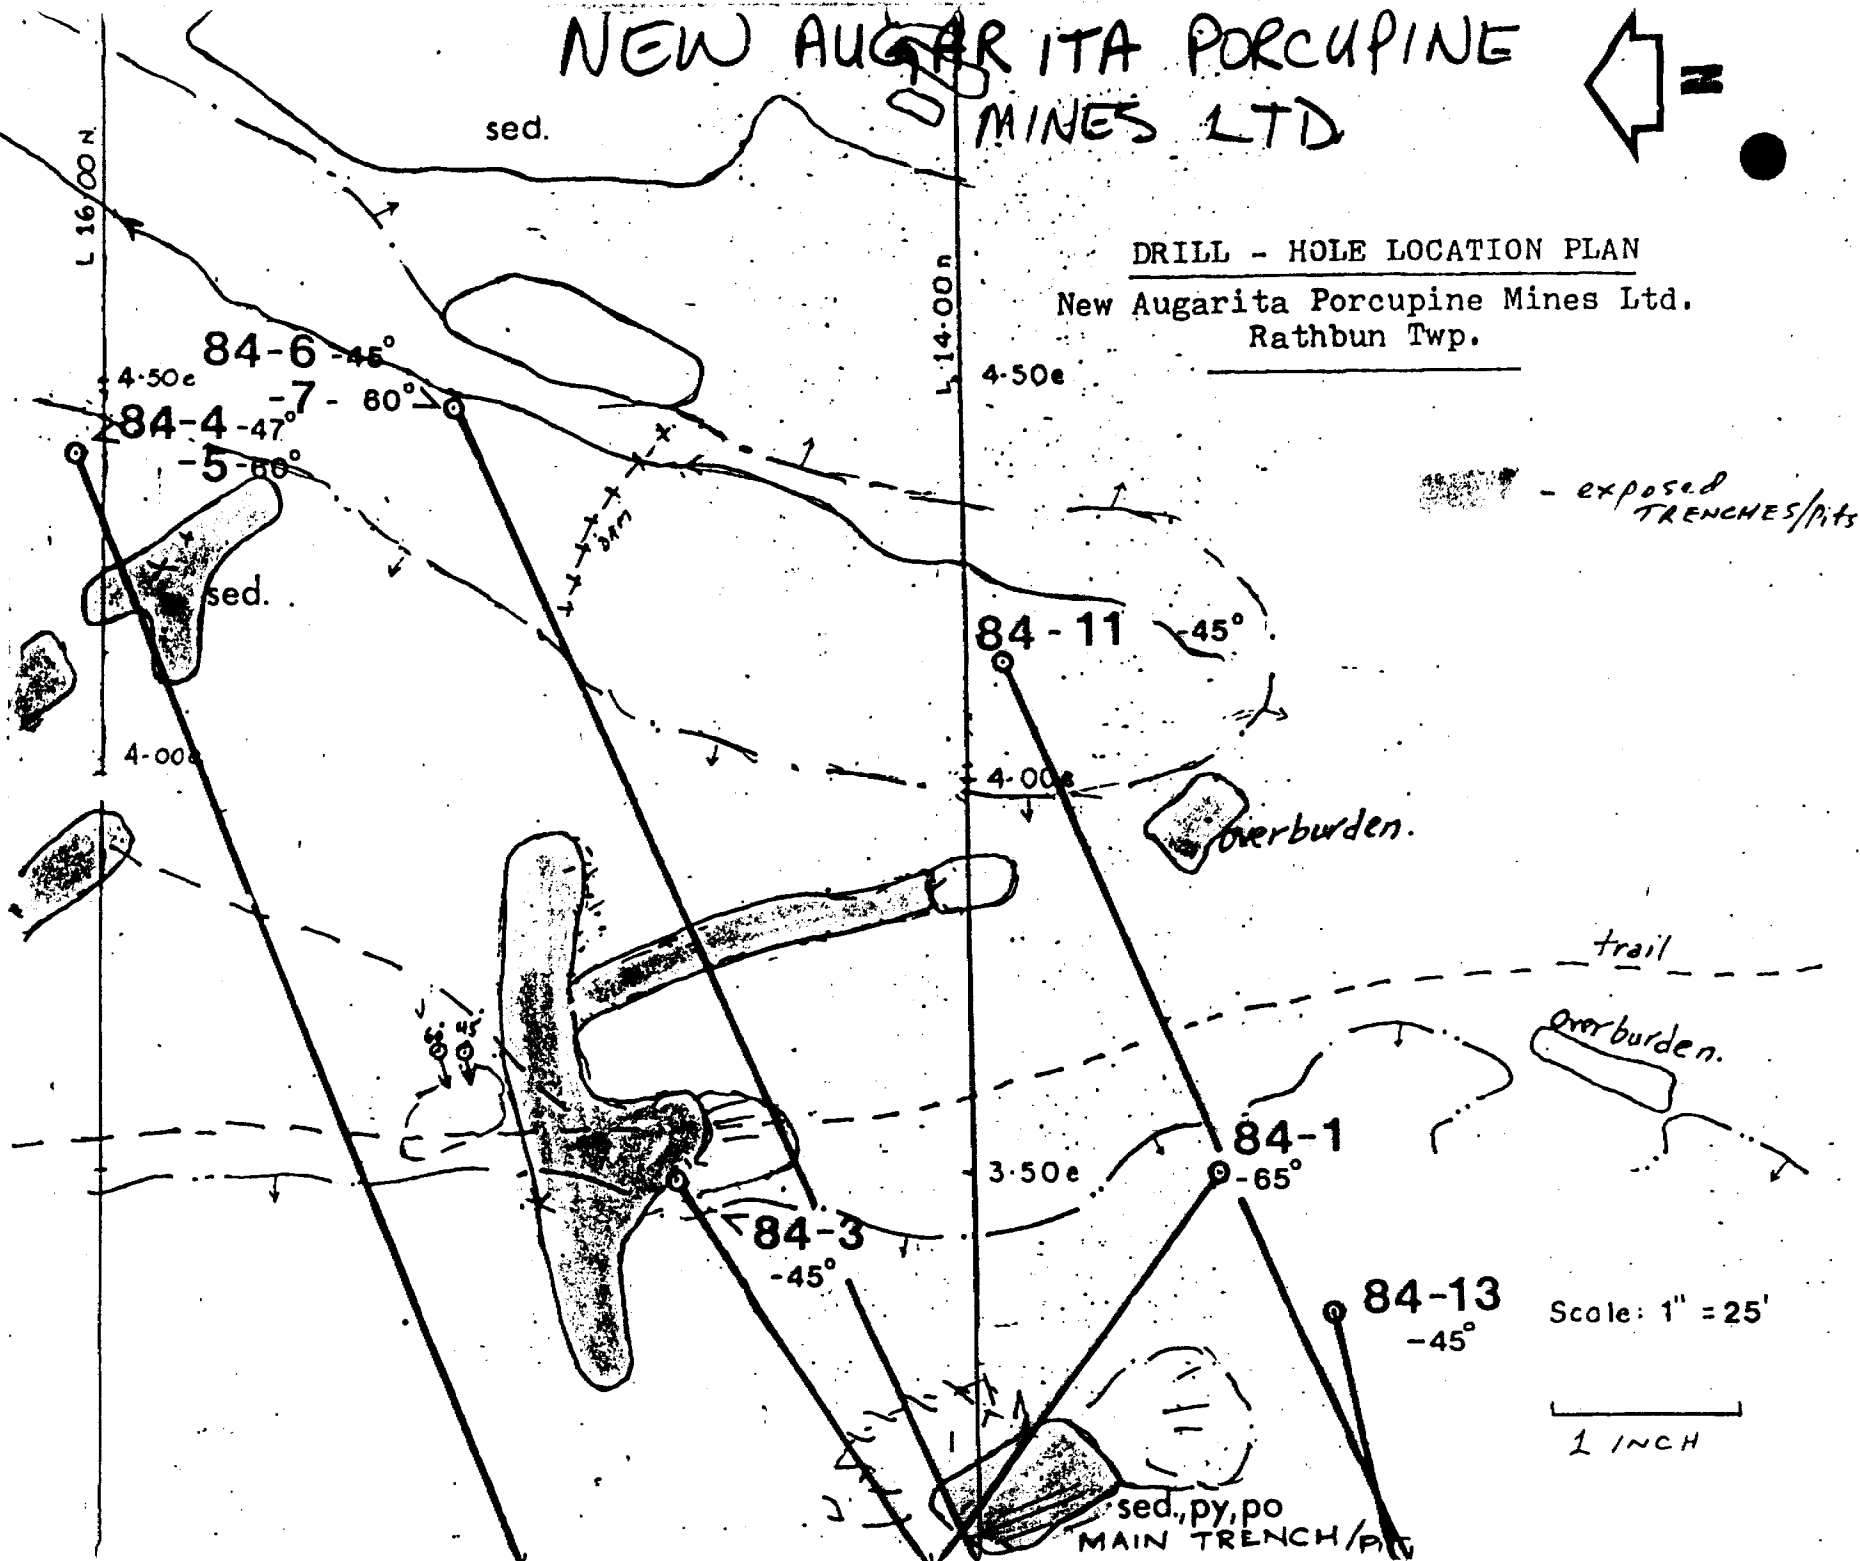 NEW AUGARITA PORCUPINE
MINES LTD
N
sed.
L 16+00 N
L 14+00 n
DRILL - HOLE LOCATION PLAN
New Augarita Porcupine Mines Ltd.
Rathbun Twp.
84-6 -45°
-7 - 60°
4+50e
4+50e
84-4 -47°
-5 -60°
- exposed
TRENCHES/Pits
DAM
sed.
84-11 -45°
4+00e
4+00e
overburden.
trail
overburden.
84-1
-65°
3+50e
84-3
-45°
84-13
-45°
Scale: 1" = 25'
1 INCH
sed., py, po
MAIN TRENCH/Pit